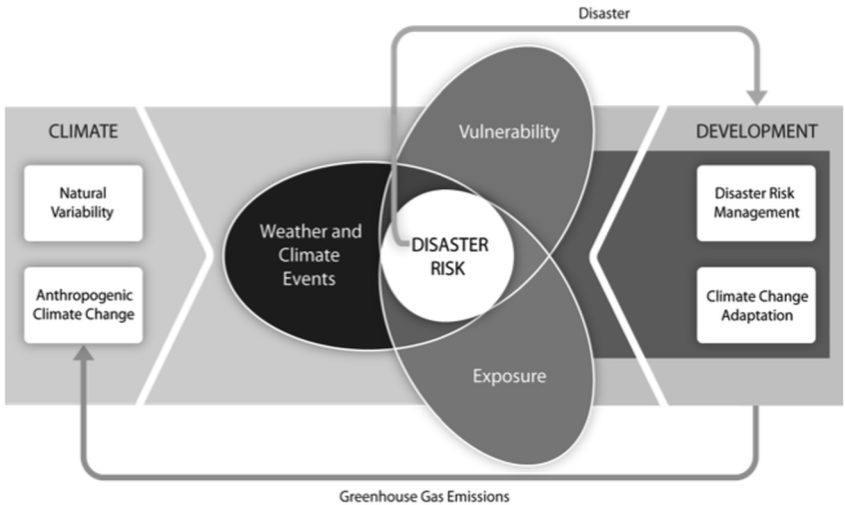 Disaster
CLIMATE
Natural
Variability
Anthropogenic
Climate Change
Weather and
Climate
Events
Vulnerability
DISASTER
RISK
Exposure
DEVELOPMENT
Disaster Risk
Management
Climate Change
Adaptation
Greenhouse Gas Emissions